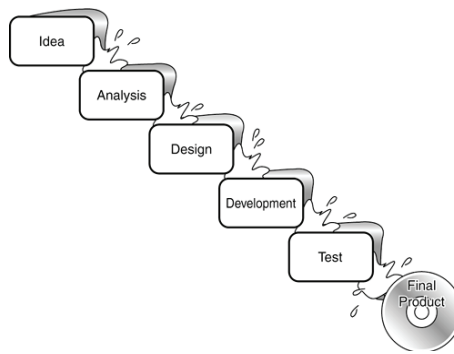 Idea
Analysis
Design
Development
Test
Final
Product